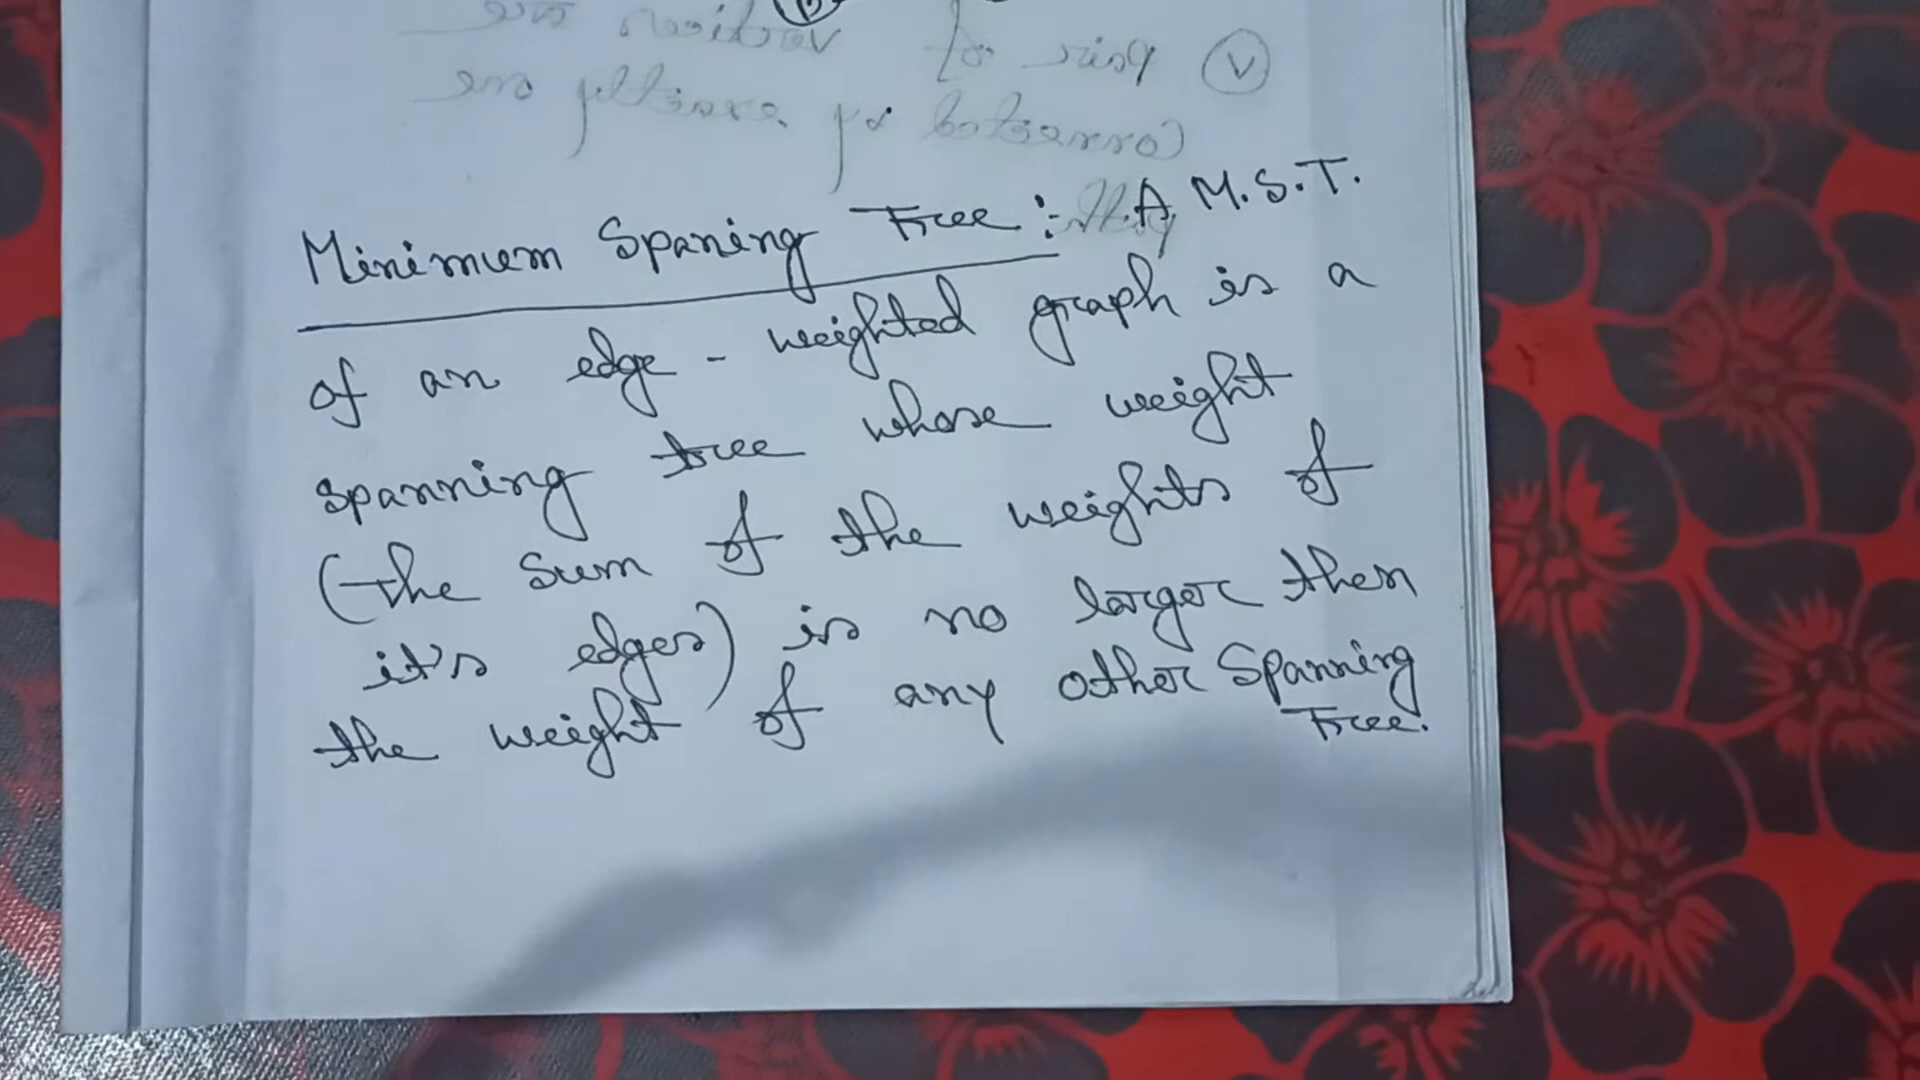 Minimum Spaning Tree :- A M.S.T.
of an edge - weighted graph is a
spanning tree whose weight
(the sum of the weights of
it's edges) is no larger then
the weight of any other Spanning
Tree.